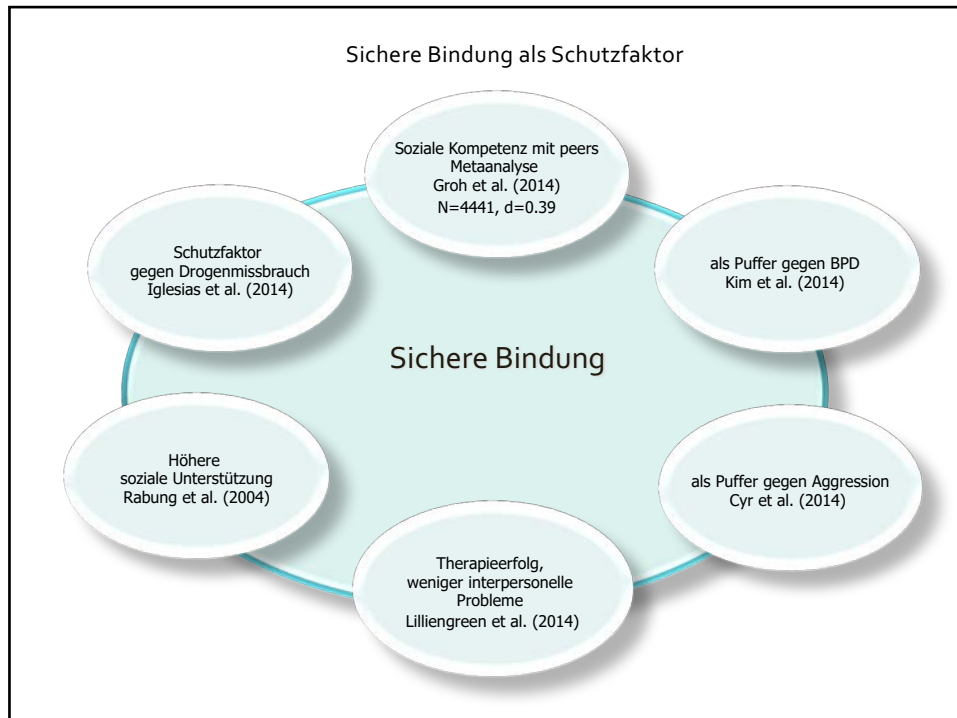 Sichere Bindung als Schutzfaktor
Soziale Kompetenz mit peers
Metaanalyse
Groh et al. (2014)
N=4441, d=0.39
Schutzfaktor
gegen Drogenmissbrauch
Iglesias et al. (2014)
als Puffer gegen BPD
Kim et al. (2014)
Sichere Bindung
Höhere
soziale Unterstützung
Rabung et al. (2004)
als Puffer gegen Aggression
Cyr et al. (2014)
Therapieerfolg,
weniger interpersonelle
Probleme
Lilliengreen et al. (2014)